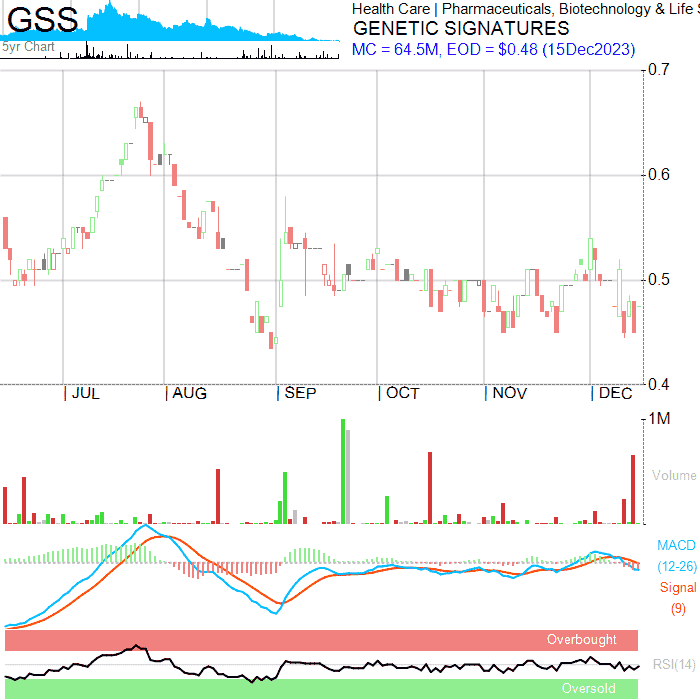 GSS
5yr Chart
Health Care | Pharmaceuticals, Biotechnology & Life S
GENETIC SIGNATURES
MC = 64.5M, EOD = $0.48 (15Dec2023)
0.7
0.6
0.5
0.4
| JUL | AUG | SEP | OCT | NOV | DEC
1M
Volume
MACD
(12-26)
Signal
(9)
Overbought
RSI(14)
Oversold